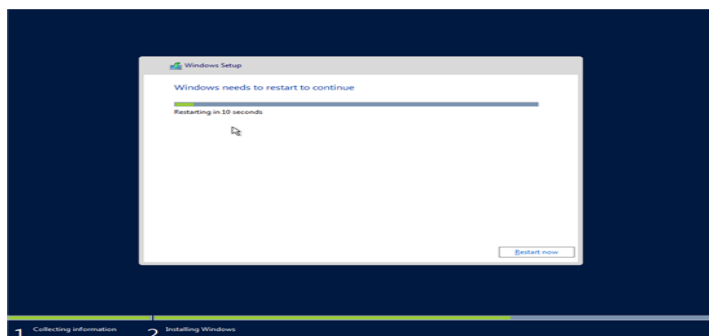 Windows Setup
Windows needs to restart to continue
Restarting in 10 seconds
Restart now
1 Collecting information
2 Installing Windows